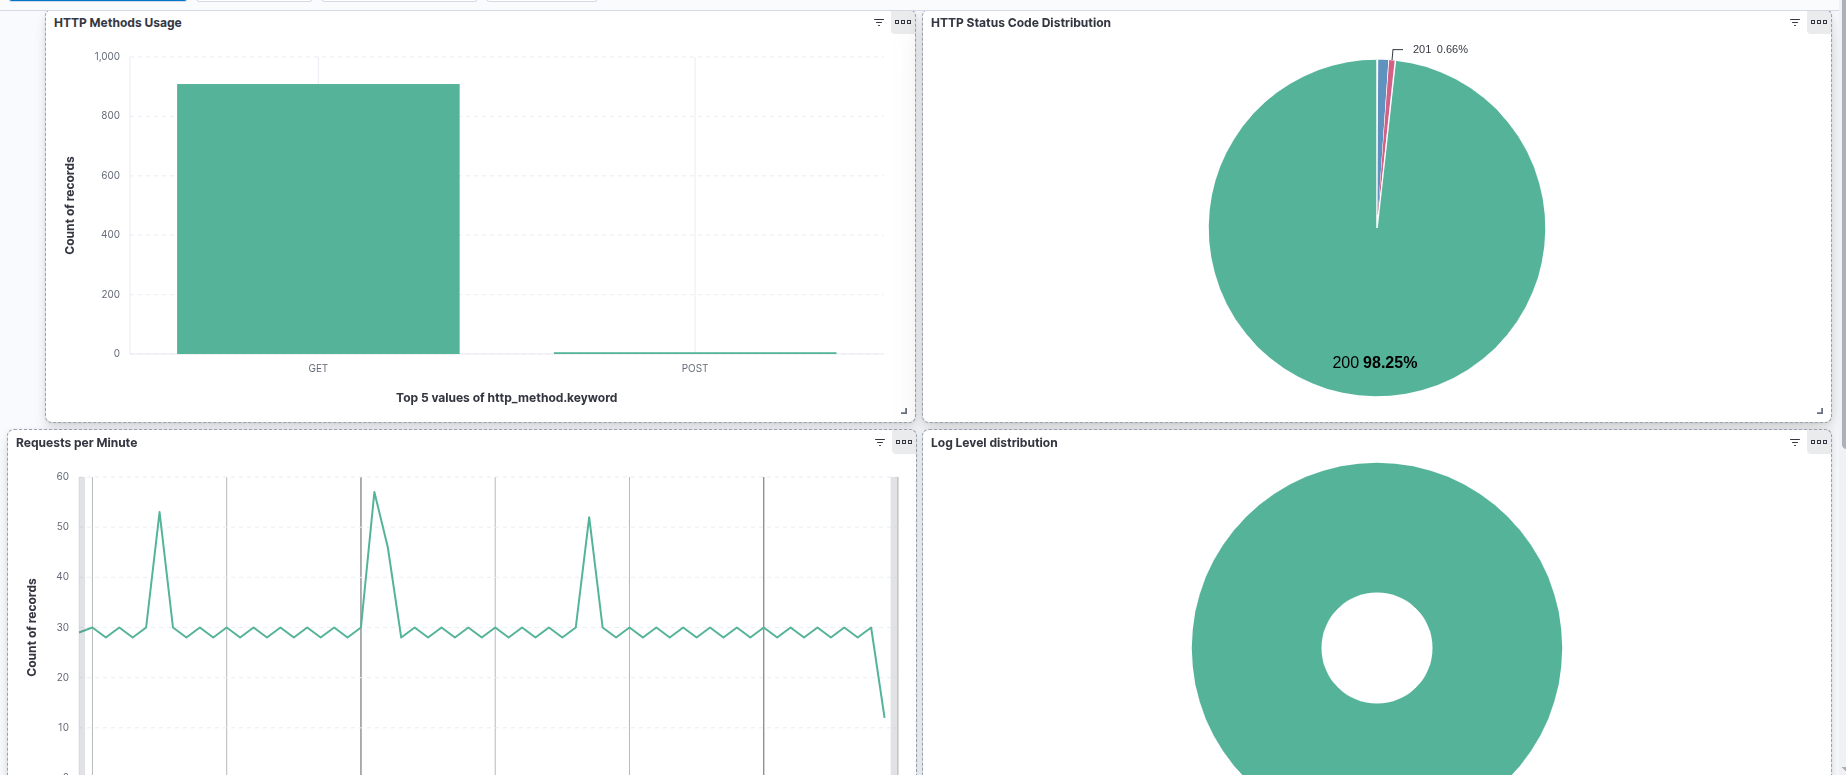 HTTP Methods Usage
1,000
800
600
400
200
0
Count of records
GET
POST
Top 5 values of http_method.keyword
HTTP Status Code Distribution
201 0.66%
200 98.25%
Requests per Minute
60
50
40
30
20
10
Count of records
Log Level distribution